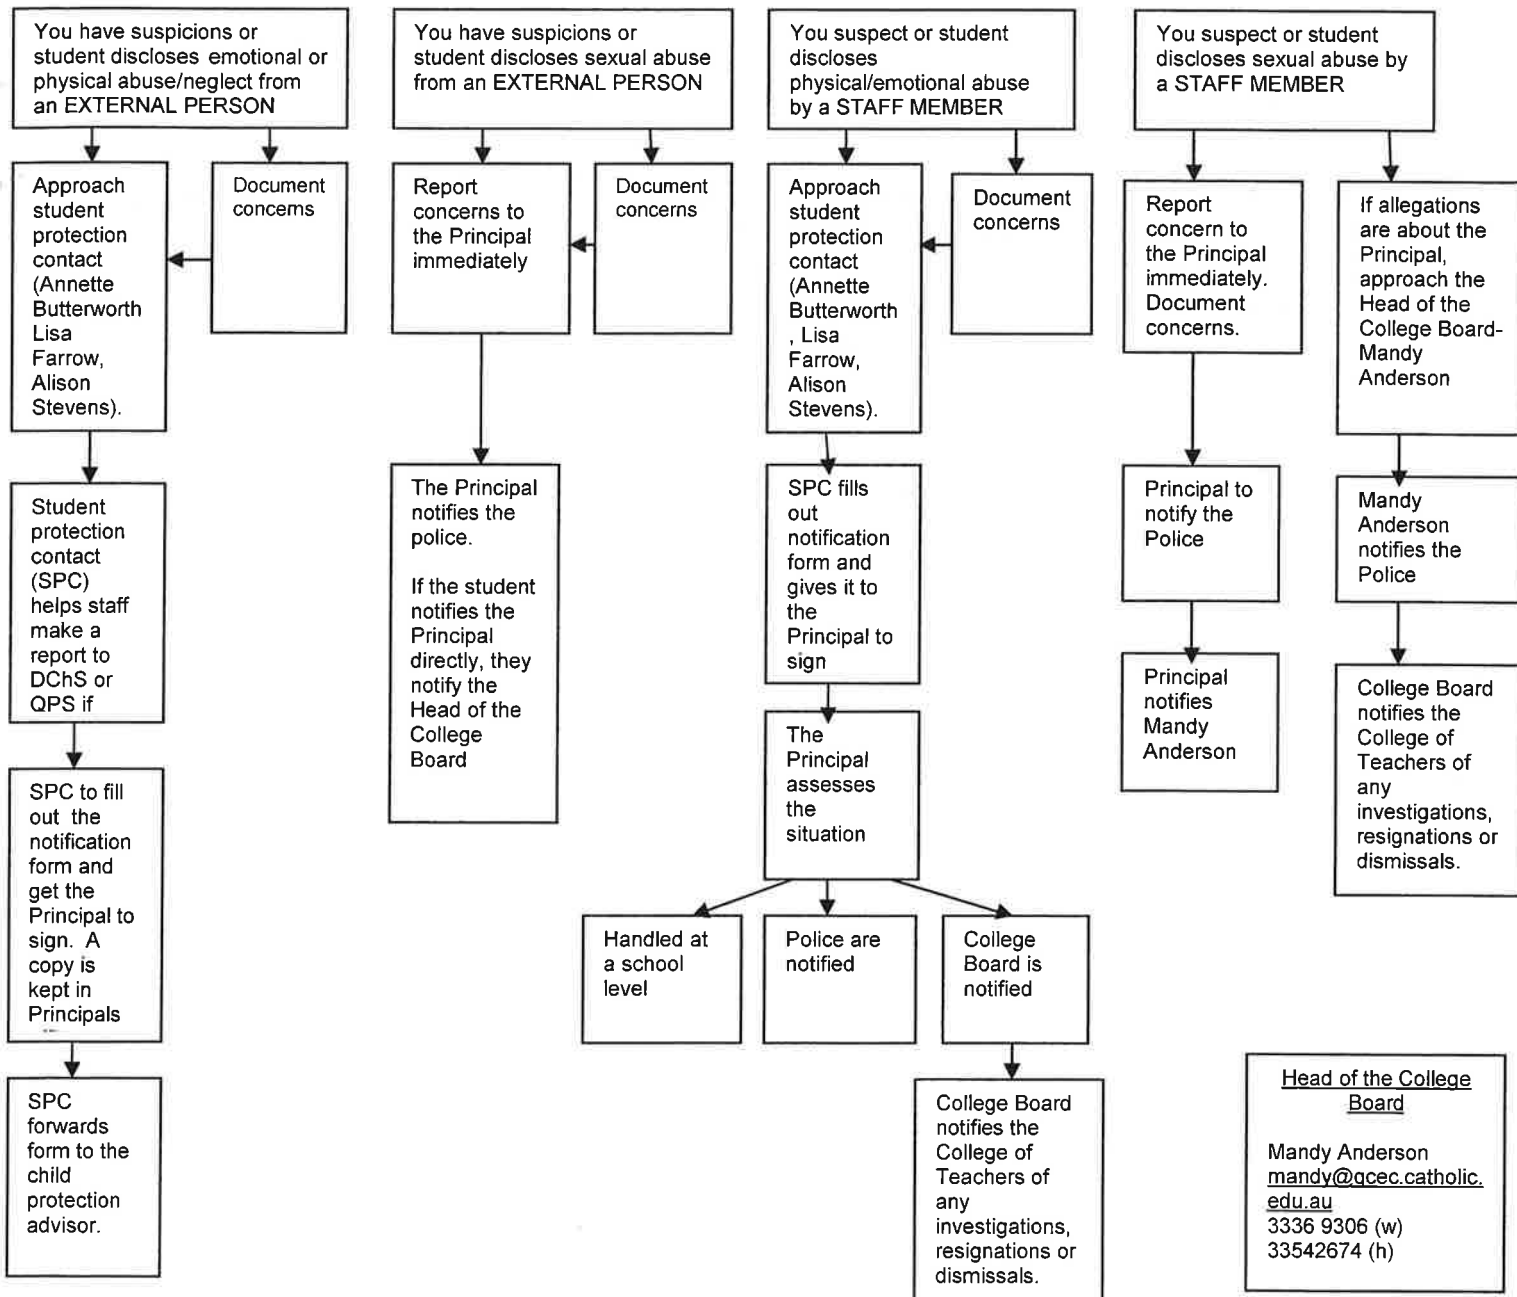 You have suspicions or
student discloses emotional or
physical abuse/neglect from
an EXTERNAL PERSON
Approach
student
protection
contact
(Annette
Butterworth
Lisa
Farrow,
Alison
Stevens).
Document
concerns
Student
protection
contact
(SPC)
helps staff
make a
report to
DChS or
QPS if
SPC to fill
out the
notification
form and
get the
Principal to
sign. A
copy is
kept in
Principals
SPC
forwards
form to the
child
protection
advisor.
You have suspicions or
student discloses sexual abuse
from an EXTERNAL PERSON
Report
concerns to
the Principal
immediately
Document
concerns
The Principal
notifies the
police.
If the student
notifies the
Principal
directly, they
notify the
Head of the
College
Board
You suspect or student
discloses
physical/emotional abuse
by a STAFF MEMBER
Approach
student
protection
contact
(Annette
Butterworth
, Lisa
Farrow,
Alison
Stevens).
Document
concerns
SPC fills
out
notification
form and
gives it to
the
Principal to
sign
The
Principal
assesses
the
situation
Handled at
a school
level
Police are
notified
College
Board is
notified
College Board
notifies the
College of
Teachers of
any
investigations,
resignations or
dismissals.
You suspect or student
discloses sexual abuse by
a STAFF MEMBER
Report
concern to
the Principal
immediately.
Document
concerns.
If allegations
are about the
Principal,
approach the
Head of the
College Board-
Mandy
Anderson
Principal to
notify the
Police
Mandy
Anderson
notifies the
Police
Principal
notifies
Mandy
Anderson
College Board
notifies the
College of
Teachers of
any
investigations,
resignations or
dismissals.
Head of the College
Board
Mandy Anderson
mandy@qcec.catholic.
edu.au
3336 9306 (w)
33542674 (h)